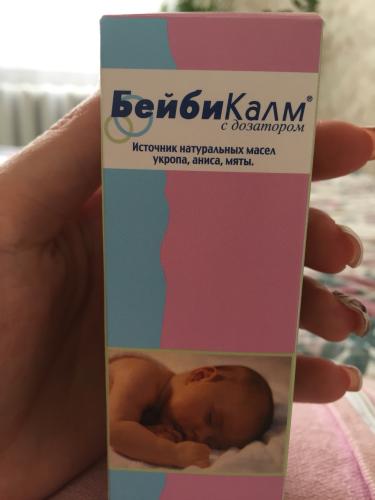 БейбиКалм®
с дозатором
Источник натуральных масел
укропа, аниса, мяты.